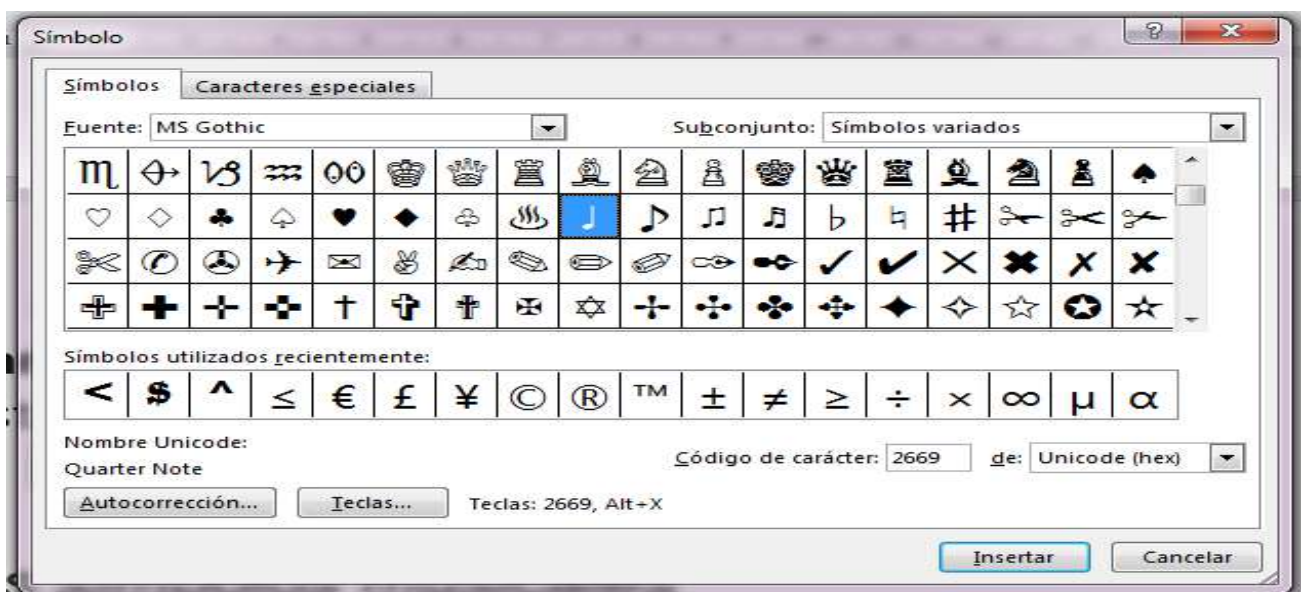 Símbolo
Símbolos Caracteres especiales
Fuente: MS Gothic Subconjunto: Símbolos variados
♏ ♐ ♑ ♒ ♓ ♔ ♕ ♖ ♗ ♘ ♙ ♚ ♛ ♜ ♝ ♞ ♟ ♠
♡ ♢ ♣ ♤ ♥ ♦ ♧ ♨ ♩ ♪ ♫ ♬ ♭ ♮ ♯ ✁ ✂ ✃
✄ ✆ ✇ ✈ ✉ ✌ ✍ ✎ ✏ ✐ ✑ ✒ ✓ ✔ ✕ ✖ ✗ ✘
✙ ✚ ✛ ✜ ✝ ✞ ✟ ✠ ✡ ✢ ✣ ✤ ✥ ✦ ✧ ✩ ✪ ✫
Símbolos utilizados recientemente:
< $ ^ ≤ € £ ¥ © ® ™ ± ≠ ≥ ÷ × ∞ µ α
Nombre Unicode:
Quarter Note
Código de carácter: 2669 de: Unicode (hex)
Autocorrección... Teclas... Teclas: 2669, Alt+X
Insertar Cancelar